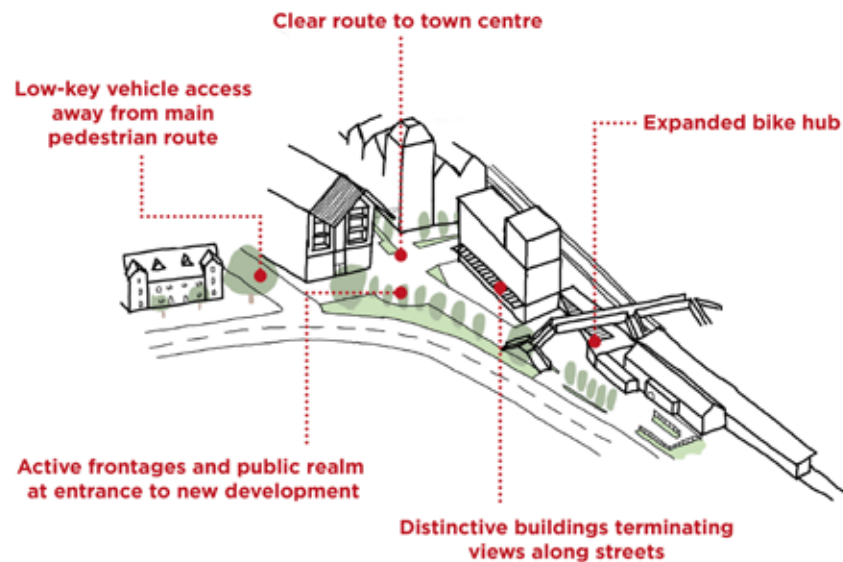 Clear route to town centre
Low-key vehicle access
away from main
pedestrian route
Expanded bike hub
Active frontages and public realm
at entrance to new development
Distinctive buildings terminating
views along streets